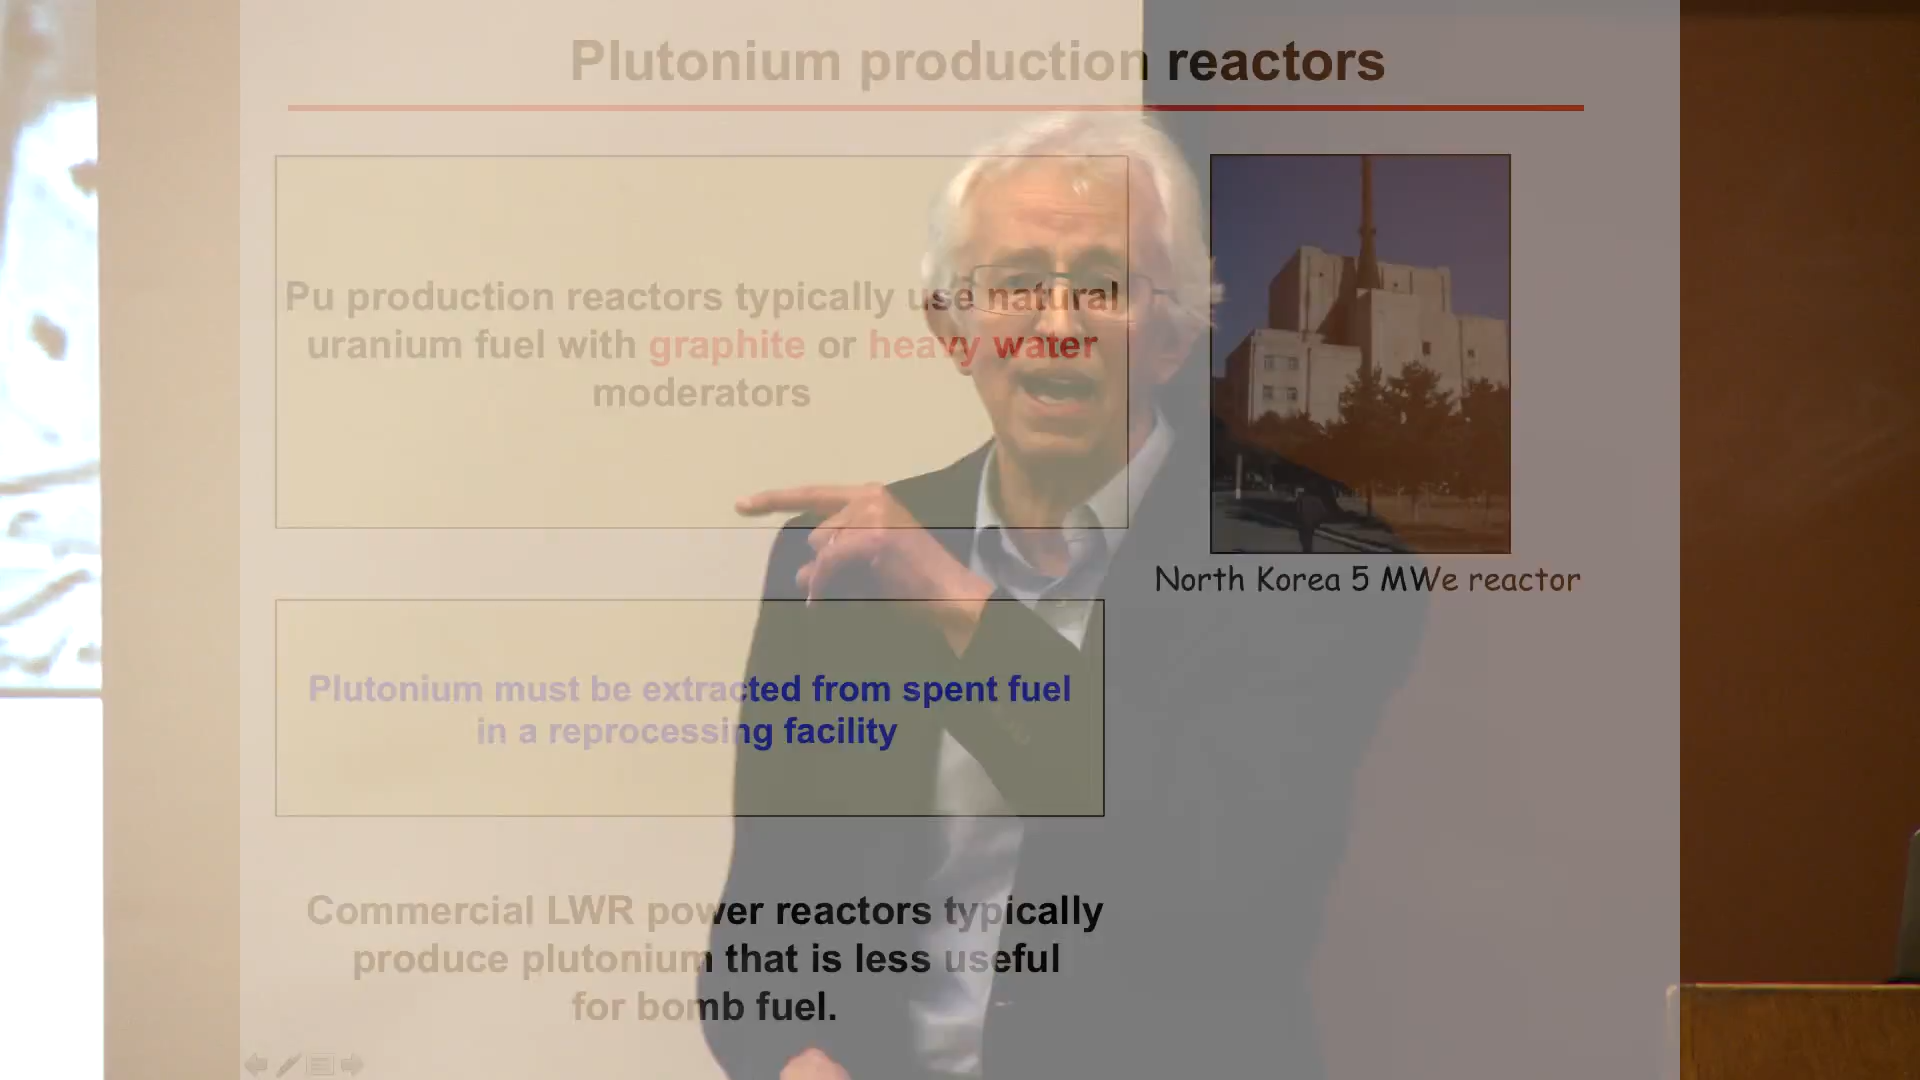 Plutonium production reactors
Pu production reactors typically use natural
uranium fuel with graphite or heavy water
moderators
North Korea 5 MWe reactor
Plutonium must be extracted from spent fuel
in a reprocessing facility
Commercial LWR power reactors typically
produce plutonium that is less useful
for bomb fuel.